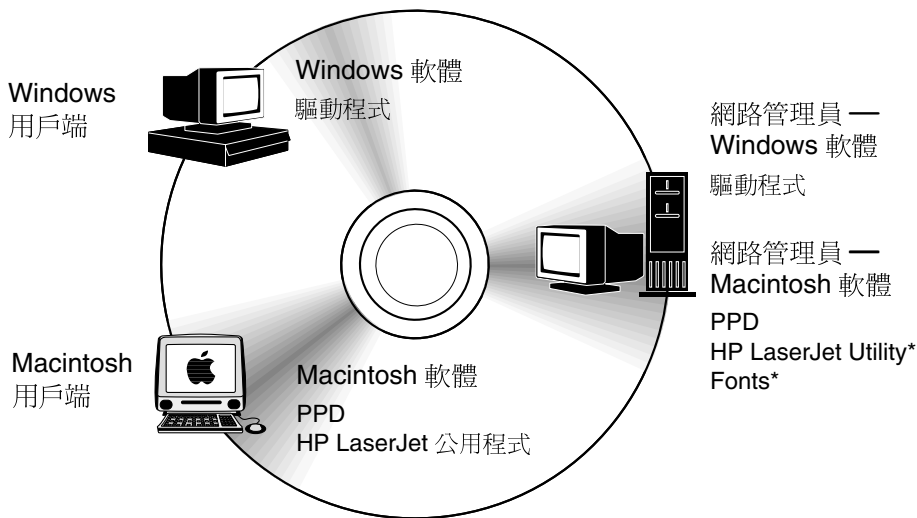 Windows
用戶端
Windows 軟體
驅動程式
網路管理員 —
Windows 軟體
驅動程式
網路管理員 —
Macintosh 軟體
PPD
HP LaserJet Utility*
Fonts*
Macintosh
用戶端
Macintosh 軟體
PPD
HP LaserJet 公用程式